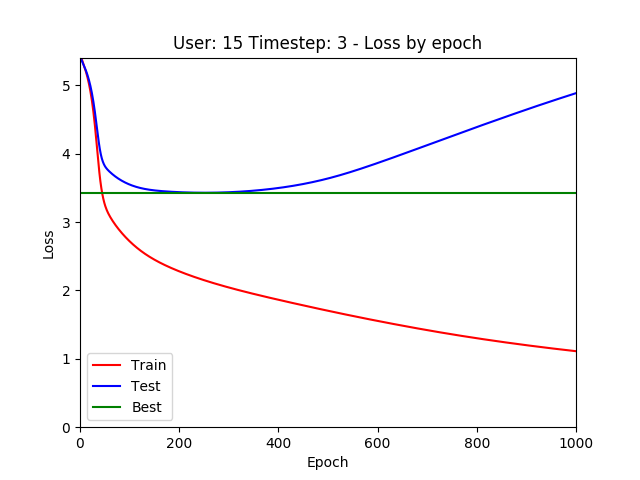 User: 15 Timestep: 3 - Loss by epoch
5
4
3
2
1
0
Loss
Train
Test
Best
0 200 400 600 800 1000
Epoch